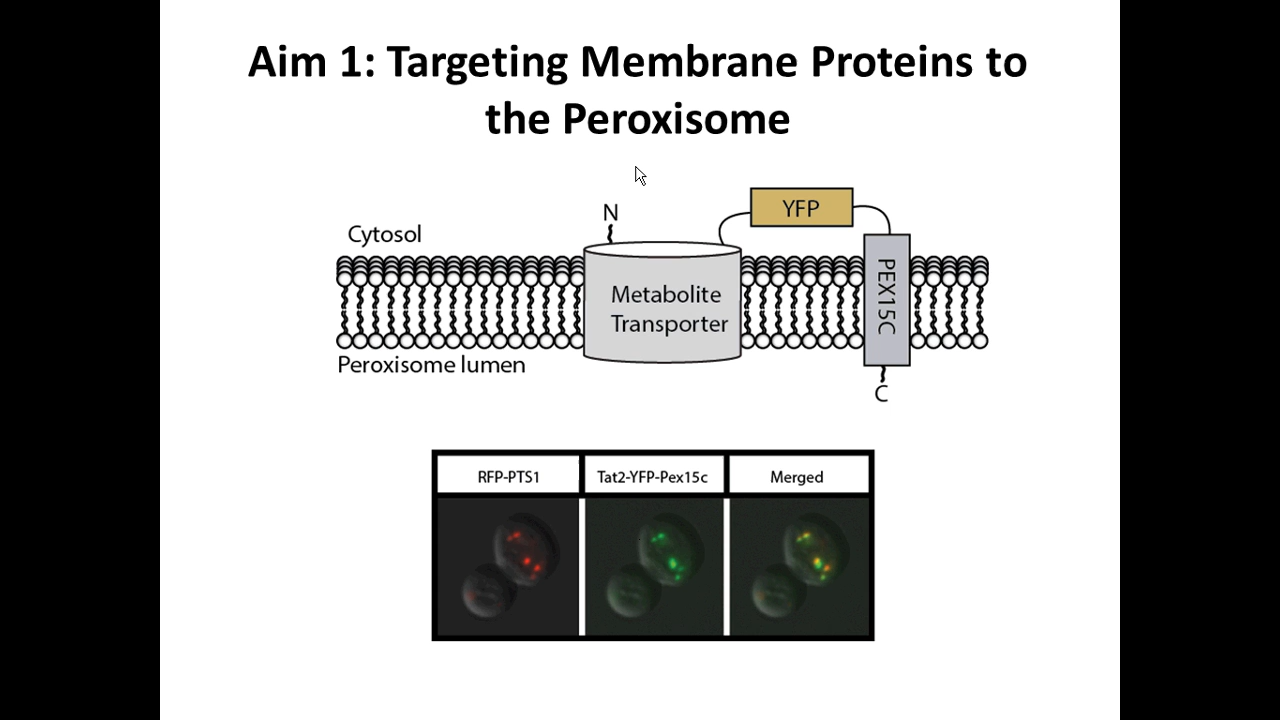 Aim 1: Targeting Membrane Proteins to
the Peroxisome
N
YFP
Cytosol
PEX15C
Metabolite
Transporter
Peroxisome lumen
C
RFP-PTS1
Tat2-YFP-Pex15c
Merged